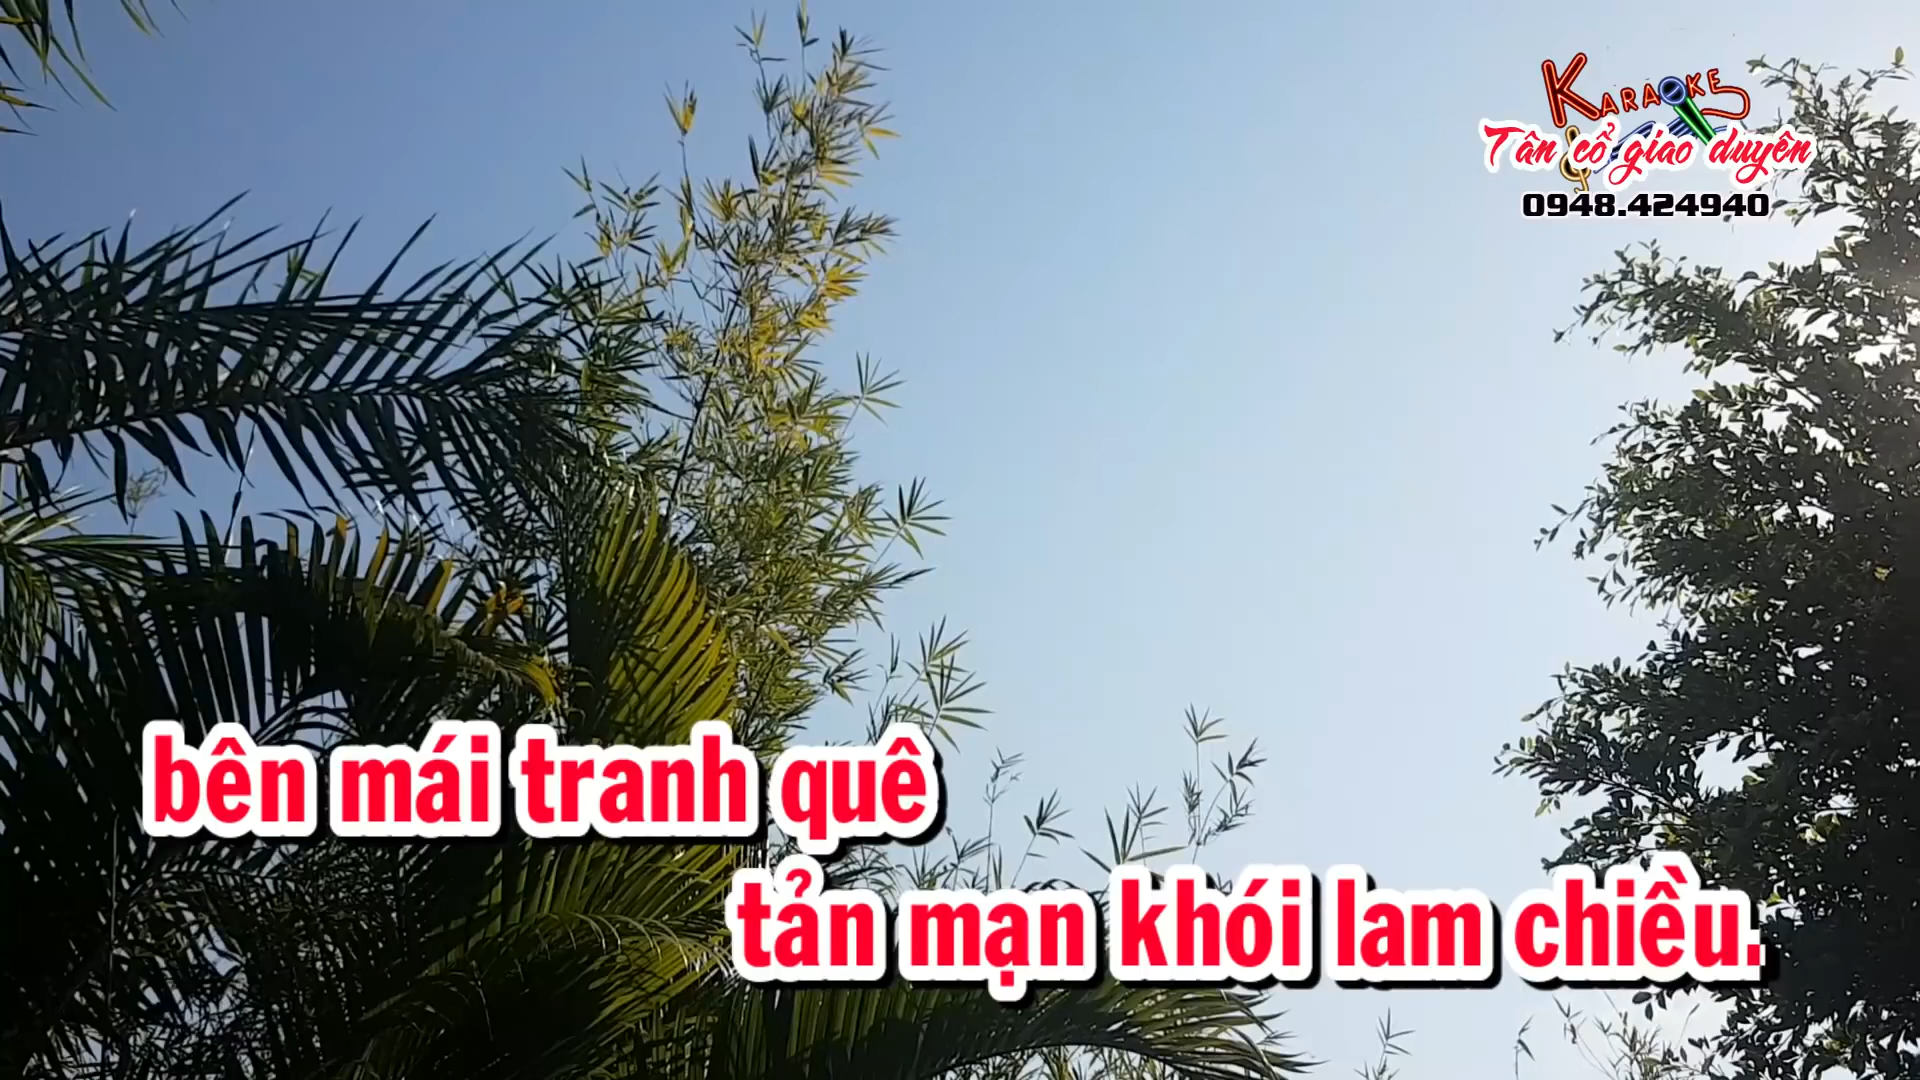 KARAOKE
Tân cổ giao duyên
0948.424940
bên mái tranh quê
tản mạn khói lam chiều.